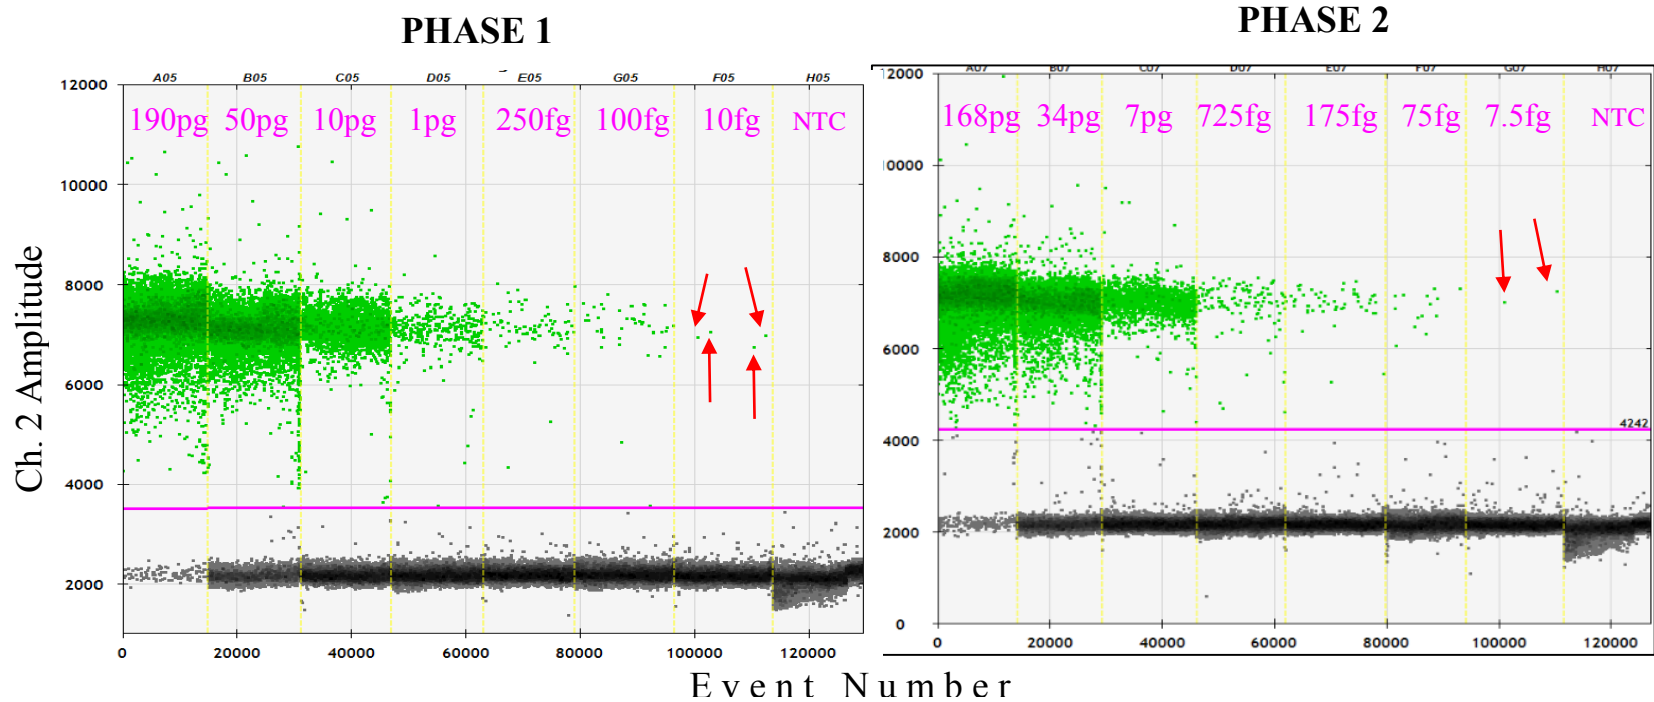 PHASE 1
PHASE 2
A05 B05 C05 D05 E05 G05 F05 H05
190pg 50pg 10pg 1pg 250fg 100fg 10fg NTC
12000
10000
8000
6000
4000
2000
0 20000 40000 60000 80000 100000 120000
A07 B07 C07 D07 E07 F07 G07 H07
168pg 34pg 7pg 725fg 175fg 75fg 7.5fg NTC
12000
10000
8000
6000
4000
2000
0
4242
0 20000 40000 60000 80000 100000 120000
Ch. 2 Amplitude
Event Number